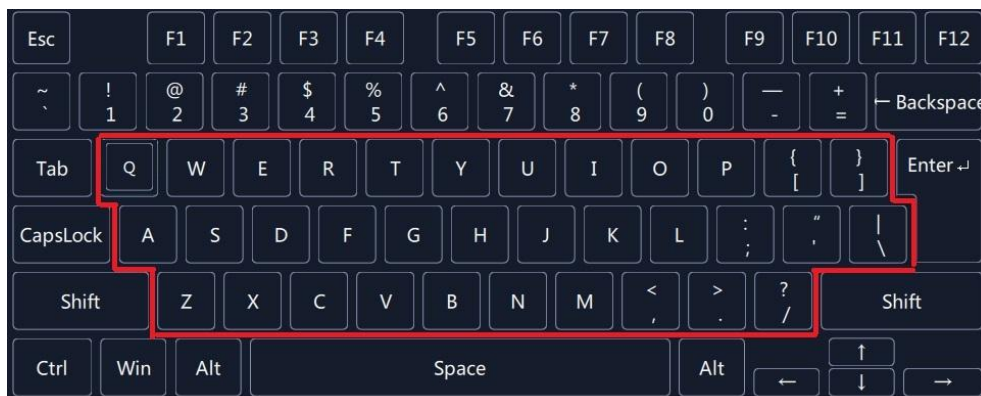 Esc F1 F2 F3 F4 F5 F6 F7 F8 F9 F10 F11 F12
~ ! @ # $ % ^ & * ( ) — +
` 1 2 3 4 5 6 7 8 9 0 - = ← Backspace
Tab Q W E R T Y U I O P { [ } ] Enter ↵
CapsLock A S D F G H J K L : ; “ ' | \
Shift Z X C V B N M < , > . ? / Shift
Ctrl Win Alt Space Alt ← ↑ ↓ →